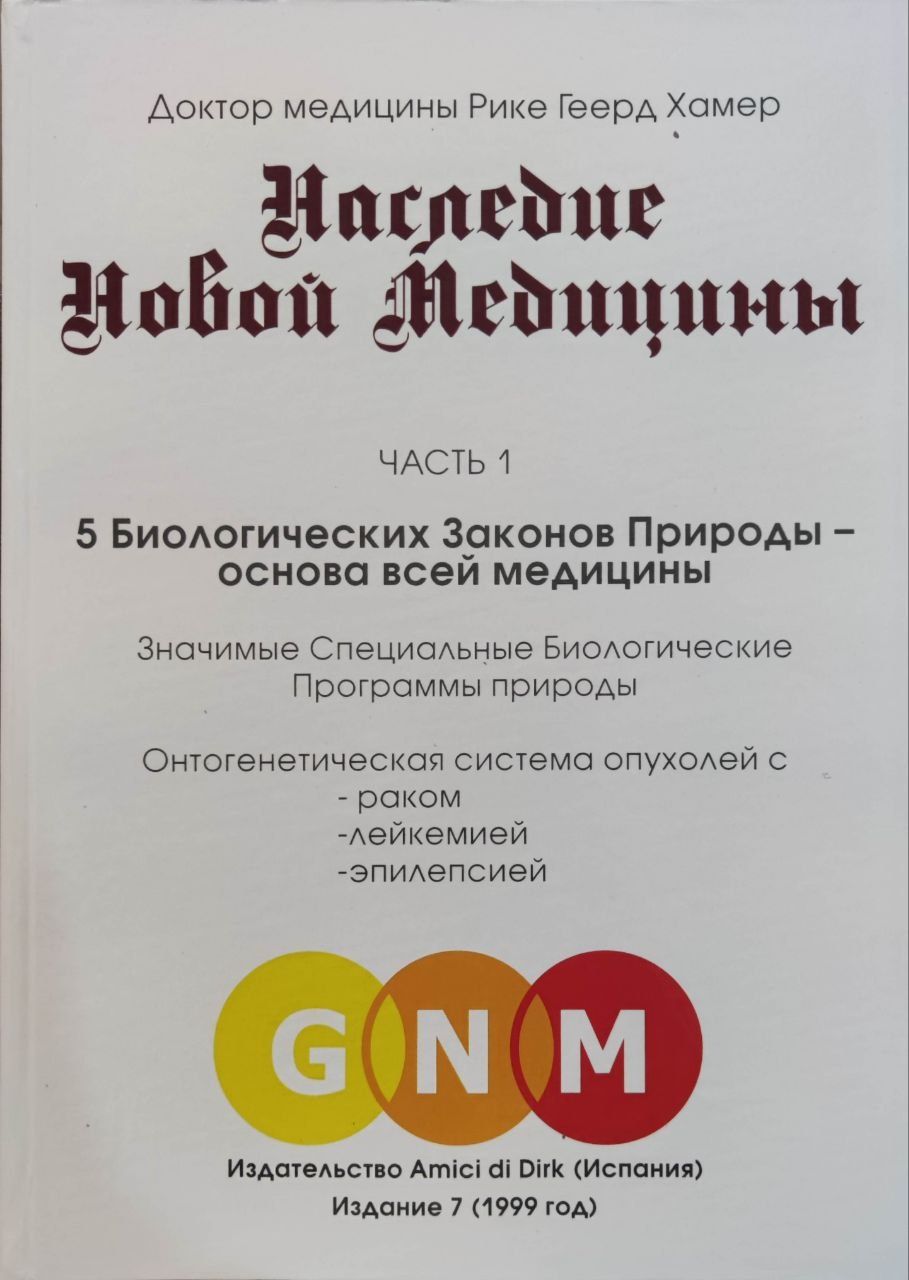 Доктор медицины Рике Геерд Хамер
Наследие
Новой Медицины
ЧАСТЬ 1
5 Биологических Законов Природы –
основа всей медицины
Значимые Специальные Биологические
Программы природы
Онтогенетическая система опухолей с
- раком
-лейкемией
-эпилепсией
GNM
Издательство Amici di Dirk (Испания)
Издание 7 (1999 год)